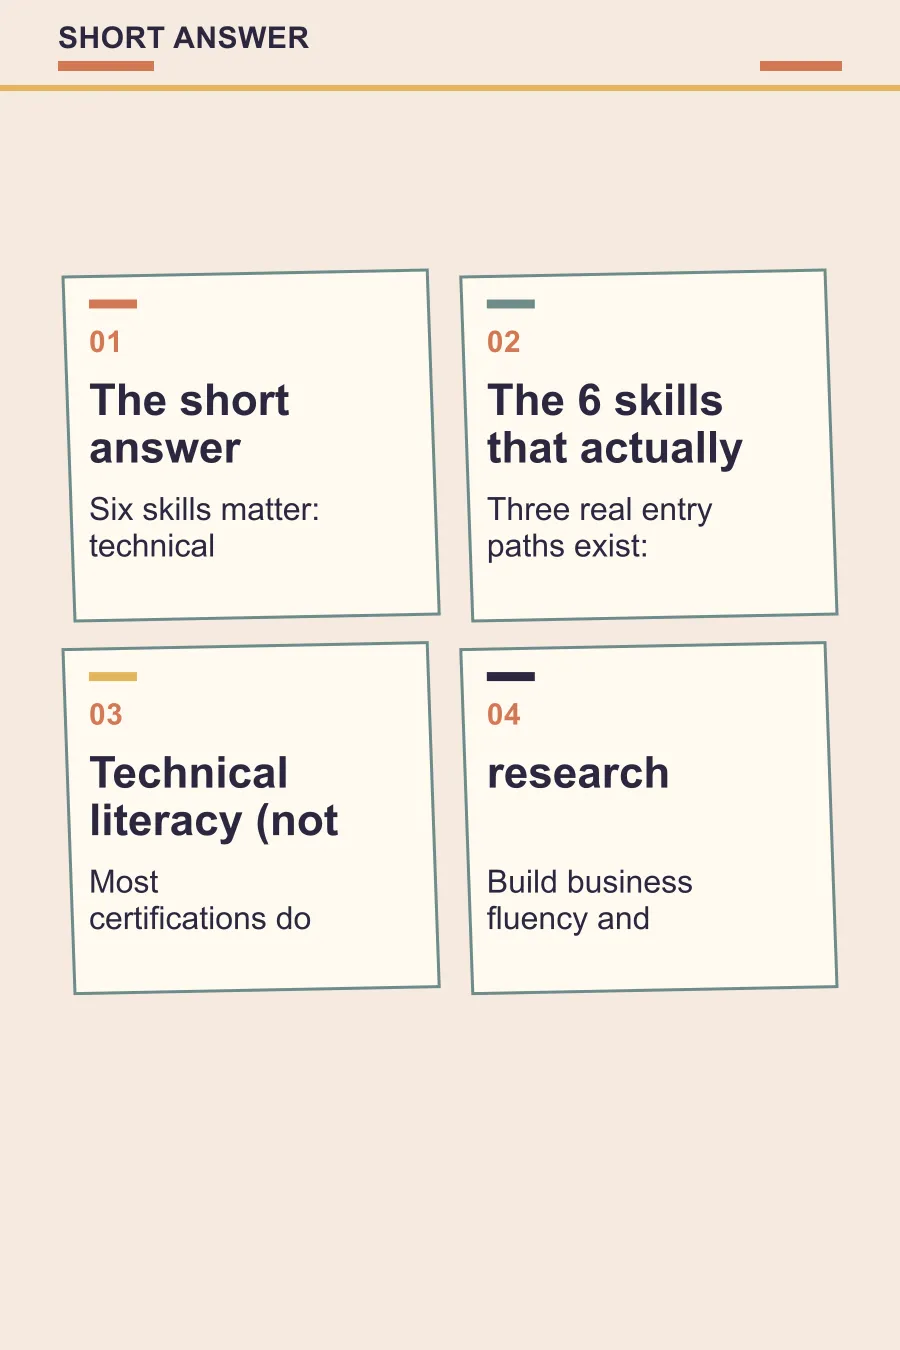 SHORT ANSWER
01
The short
answer
Six skills matter:
technical
02
The 6 skills
that actually
Three real entry
paths exist:
03
Technical
literacy (not
Most
certifications do
04
research
Build business
fluency and